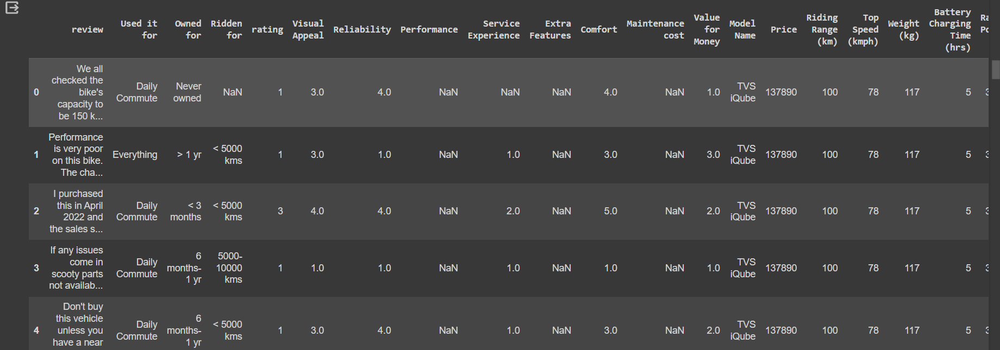 review Used it for Owned for Ridden for rating Visual Appeal Reliability Performance Service Experience Extra Features Comfort Maintenance cost Value for Money Model Name Price Riding Range (km) Top Speed (kmph) Weight (kg) Battery Charging Time (hrs)
0 We all checked the bike's capacity to be 150 k... Daily Commute Never owned NaN 1 3.0 4.0 NaN NaN NaN 4.0 NaN 1.0 TVS iQube 137890 100 78 117 5
1 Performance is very poor on this bike. The cha... Everything > 1 yr < 5000 kms 1 3.0 1.0 NaN 1.0 NaN 3.0 NaN 3.0 TVS iQube 137890 100 78 117 5
2 I purchased this in April 2022 and the sales s... Daily Commute < 3 months < 5000 kms 3 4.0 4.0 NaN 2.0 NaN 5.0 NaN 2.0 TVS iQube 137890 100 78 117 5
3 If any issues come in scooty parts not availab... Daily Commute 6 months-1 yr 5000-10000 kms 1 1.0 1.0 NaN 1.0 NaN 1.0 NaN 1.0 TVS iQube 137890 100 78 117 5
4 Don't buy this vehicle unless you have a near Daily Commute 6 months-1 yr < 5000 kms 1 3.0 4.0 NaN 1.0 NaN 3.0 NaN 2.0 TVS iQube 137890 100 78 117 5